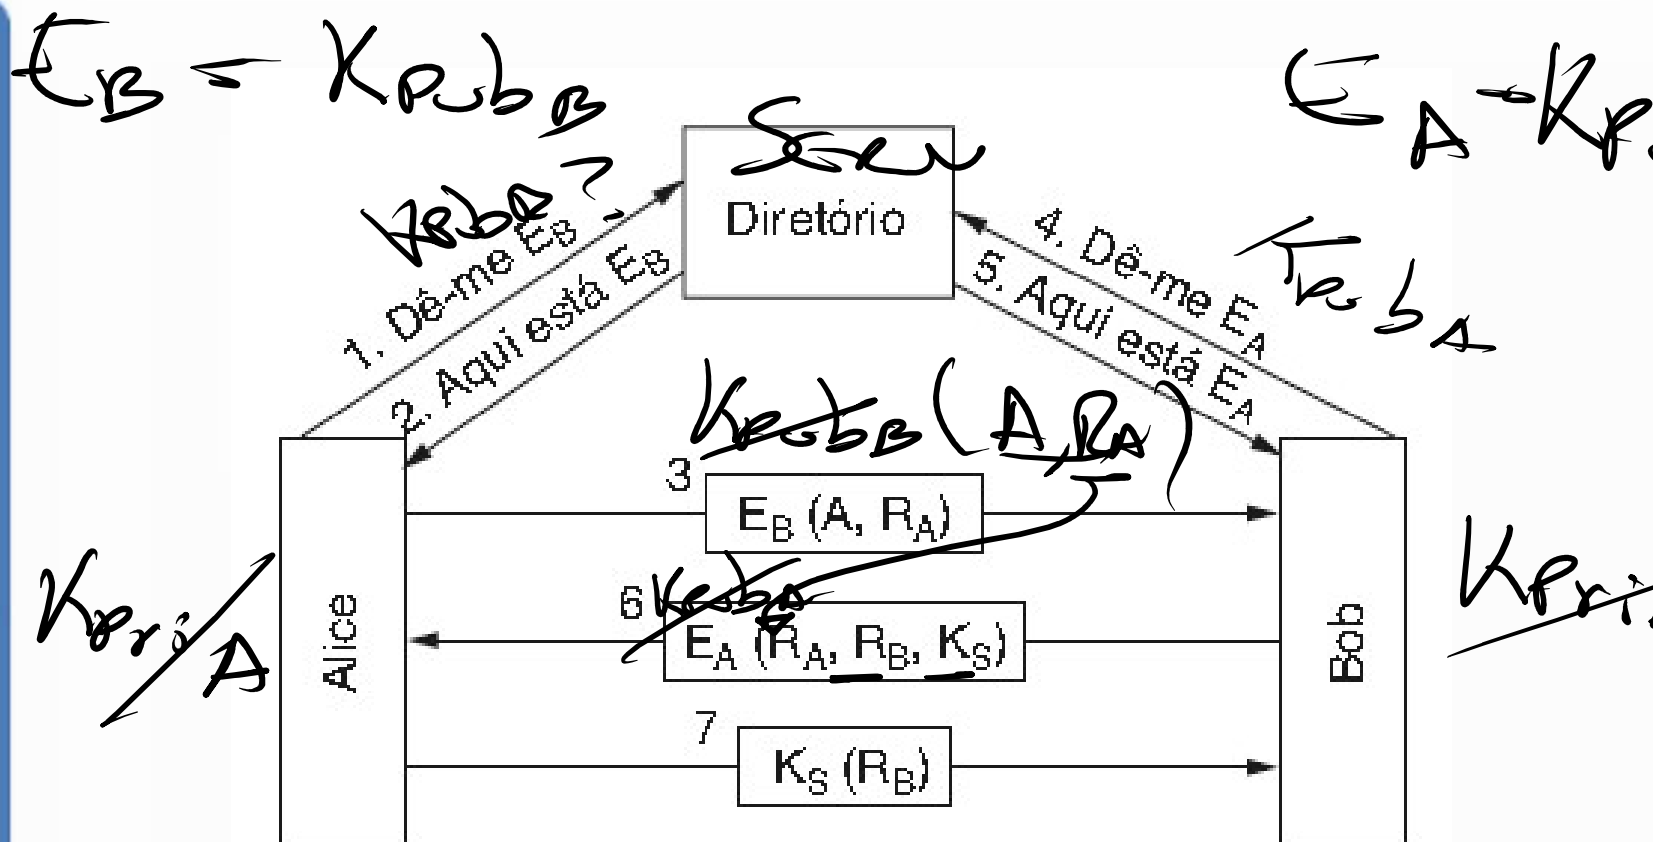 E_B = Kpub_B
E_A = Kp
Serv
Diretório
KpubA?
1. Dê-me E_B
2. Aqui está E_B
4. Dê-me E_A
5. Aqui está E_A
Kpub_B (A, R_A)
3
E_B (A, R_A)
Kpri A
Alice
6 KpubA
E_A (R_A, R_B, K_S)
Bob
Kpri
7
K_S (R_B)